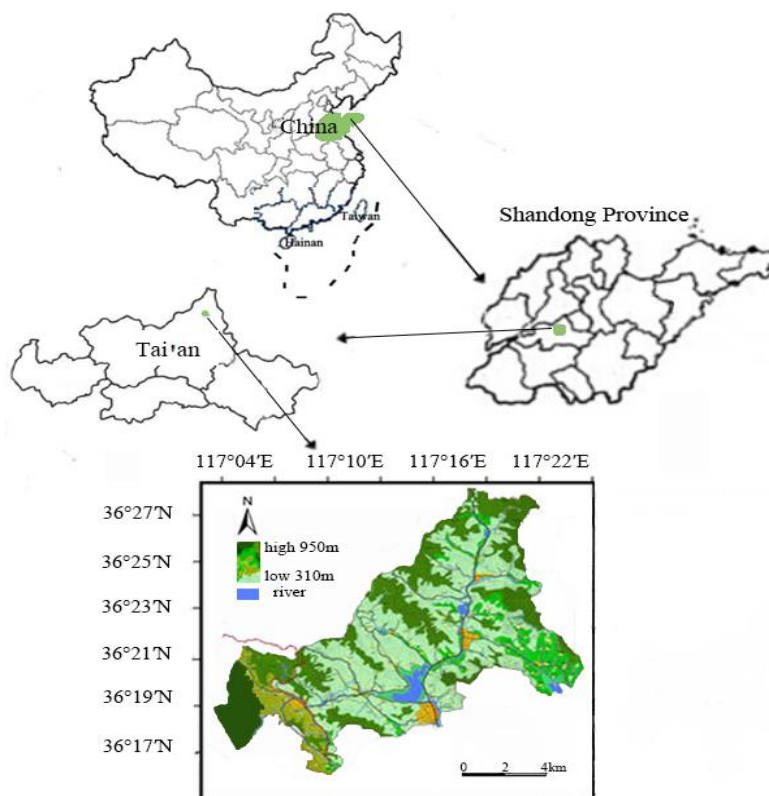 China
Taiwan
Hainan
Shandong Province
Tai'an
117°04'E 117°10'E 117°16'E 117°22'E
N
36°27'N
high 950m
36°25'N
low 310m
river
36°23'N
36°21'N
36°19'N
36°17'N
0 2 4km